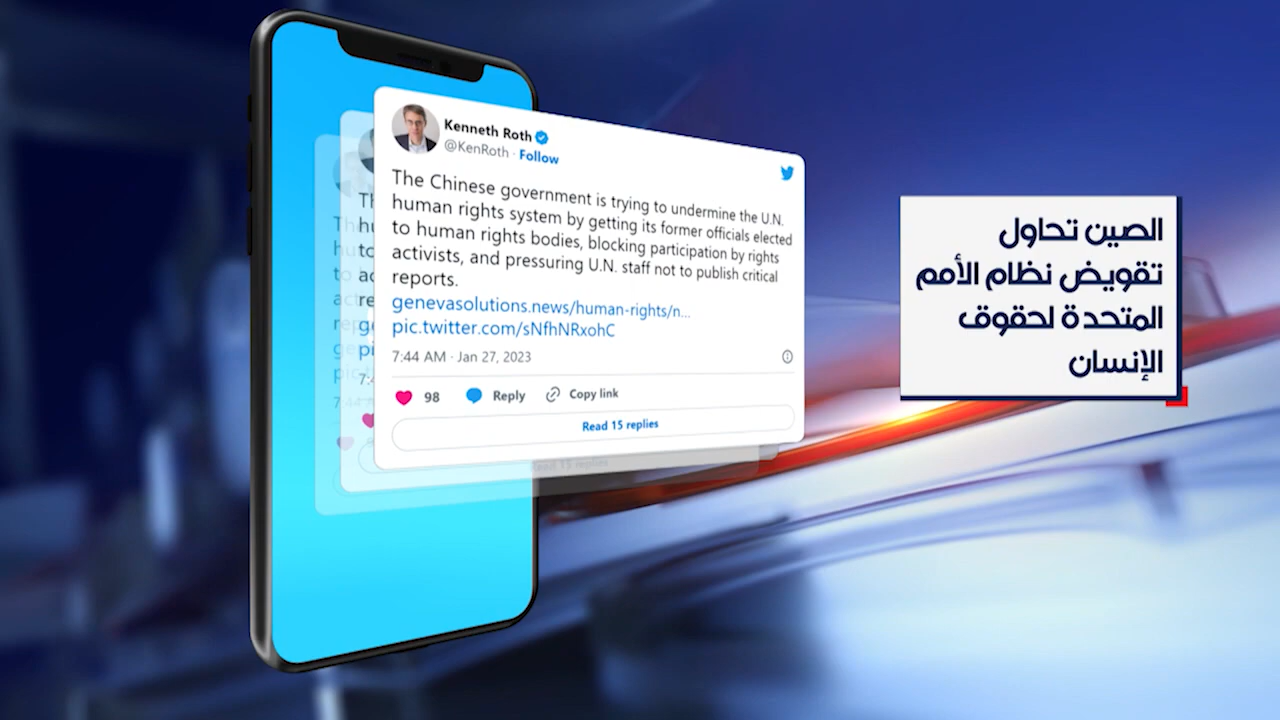 Kenneth Roth
@KenRoth · Follow
The Chinese government is trying to undermine the U.N.
human rights system by getting its former officials elected
to human rights bodies, blocking participation by rights
activists, and pressuring U.N. staff not to publish critical
reports.
genevasolutions.news/human-rights/n...
pic.twitter.com/sNfhNRxohC
7:44 AM · Jan 27, 2023
98 Reply Copy link
Read 15 replies
الصين تحاول
تقويض نظام الأمم
المتحدة لحقوق
الإنسان